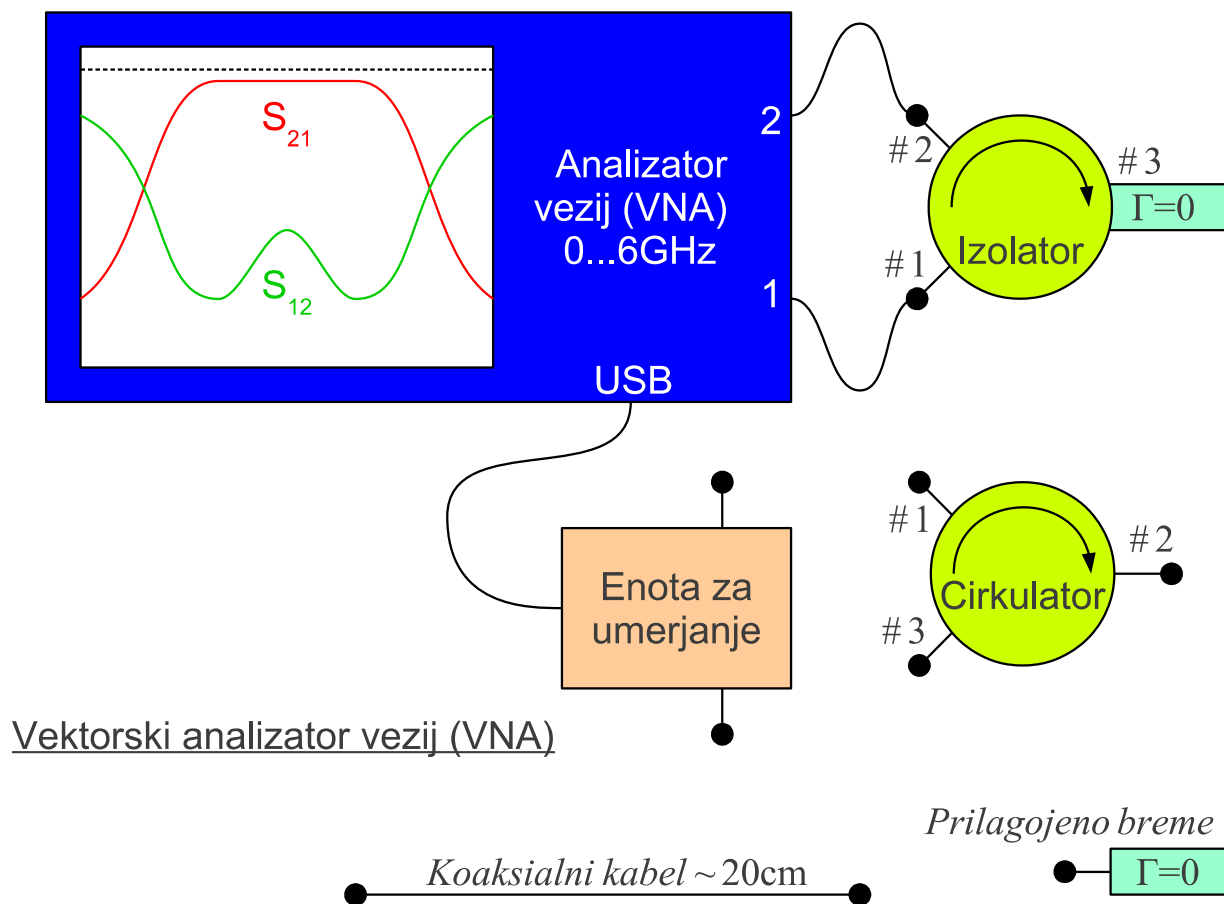 S21
S12
Analizator
vezij (VNA)
0...6GHz
2
1
USB
#2
#3
Γ=0
#1
Izolator
Enota za
umerjanje
#1
#2
Cirkulator
#3
Vektorski analizator vezij (VNA)
Prilagojeno breme
Koaksialni kabel ~ 20cm
Γ=0